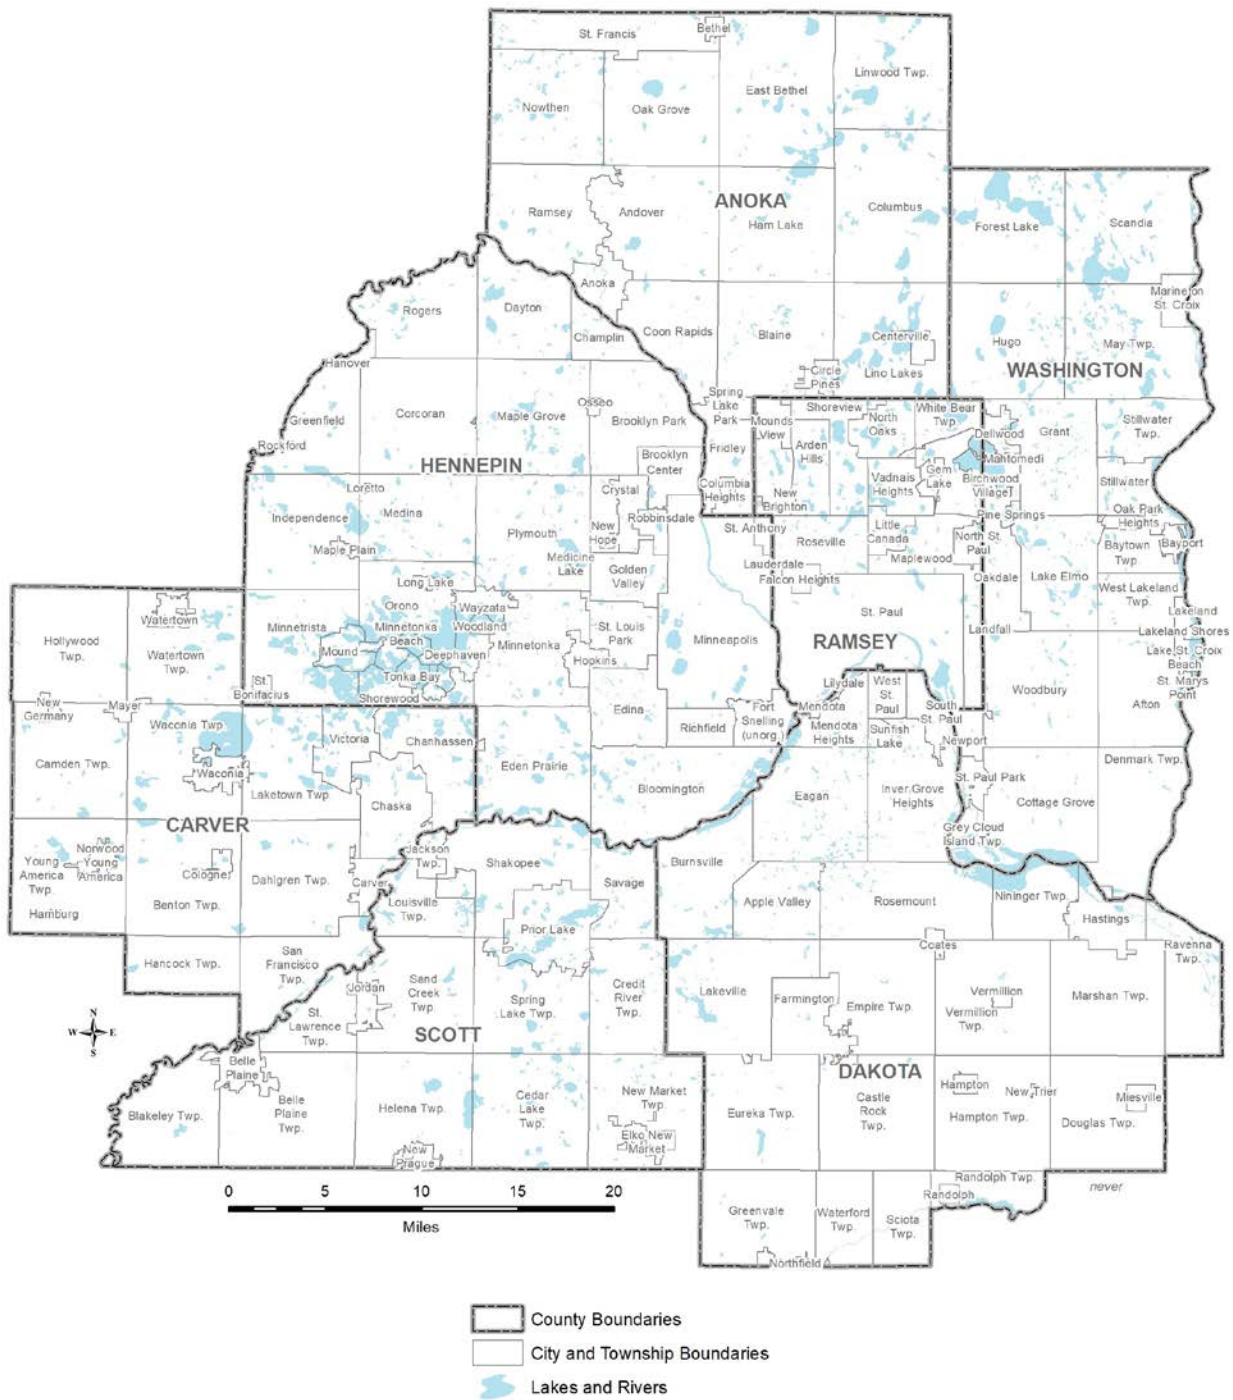 St. Francis
Bethel
Linwood Twp.
East Bethel
Nowthen
Oak Grove
ANOKA
Columbus
Ramsey
Andover
Ham Lake
Forest Lake
Scandia
Anoka
Marine on
St. Croix
Rogers
Dayton
Champlin
Coon Rapids
Blaine
Centerville
Hugo
May Twp.
Hanover
Circle
Pines
Lino Lakes
WASHINGTON
Greenfield
Corcoran
Maple Grove
Osseo
Brooklyn Park
Spring
Lake
Park
Mounds
View
Shoreview
North
Oaks
White Bear
Twp.
Dellwood
Grant
Stillwater
Twp.
Rockford
HENNEPIN
Brooklyn
Center
Fridley
Arden
Hills
Mahtomedi
Gem
Lake
Birchwood
Village
Vadnais
Heights
Stillwater
Loretto
Medina
Crystal
Columbia
Heights
New
Brighton
Independence
Plymouth
New
Hope
Robbinsdale
St. Anthony
Roseville
Little
Canada
North St.
Paul
Pine Springs
Oak Park
Heights
Baytown
Twp.
Bayport
Maple Plain
Medicine
Lake
Golden
Valley
Lauderdale
Falcon Heights
Maplewood
Oakdale
Lake Elmo
West Lakeland
Twp.
Long Lake
Orono
Wayzata
Woodland
Minnetrista
Minnetonka
Beach
Deephaven
Minnetonka
St. Louis
Park
Hopkins
Minneapolis
St. Paul
RAMSEY
Landfall
Lakeland
Lakeland Shores
Lake St. Croix
Beach
St. Marys
Point
Watertown
Hollywood
Twp.
Watertown
Twp.
Mound
Tonka Bay
Shorewood
St.
Bonifacius
Edina
Richfield
Fort
Snelling
(unorg.)
Lilydale
Mendota
Mendota
Heights
West
St.
Paul
Sunfish
Lake
South
St. Paul
Newport
Woodbury
Afton
New
Germany
Mayer
Waconia Twp.
Victoria
Chanhassen
Camden Twp.
Waconia
Laketown Twp.
Chaska
Eden Prairie
Bloomington
Eagan
Inver Grove
Heights
St. Paul Park
Cottage Grove
Denmark Twp.
CARVER
Grey Cloud
Island Twp.
Young
America
Twp.
Norwood
Young
America
Cologne
Dahlgren Twp.
Carver
Jackson
Twp.
Shakopee
Savage
Burnsville
Hamburg
Benton Twp.
Louisville
Twp.
Prior Lake
Apple Valley
Rosemount
Nininger Twp.
Hastings
Hancock Twp.
San
Francisco
Twp.
Jordan
Sand
Creek
Twp.
Spring
Lake Twp.
Credit
River
Twp.
Lakeville
Farmington
Coates
Empire Twp.
Vermillion
Vermillion
Twp.
Marshan Twp.
Ravenna
Twp.
N
W E
S
St.
Lawrence
Twp.
SCOTT
Belle
Plaine
DAKOTA
Blakeley Twp.
Belle
Plaine
Twp.
Helena Twp.
Cedar
Lake
Twp.
New Market
Twp.
Elko New
Market
Eureka Twp.
Castle
Rock
Twp.
Hampton
Hampton Twp.
New Trier
Douglas Twp.
Miesville
New
Prague
Randolph Twp.
Randolph
never
Greenvale
Twp.
Waterford
Twp.
Sciota
Twp.
Northfield
0 5 10 15 20
Miles
County Boundaries
City and Township Boundaries
Lakes and Rivers